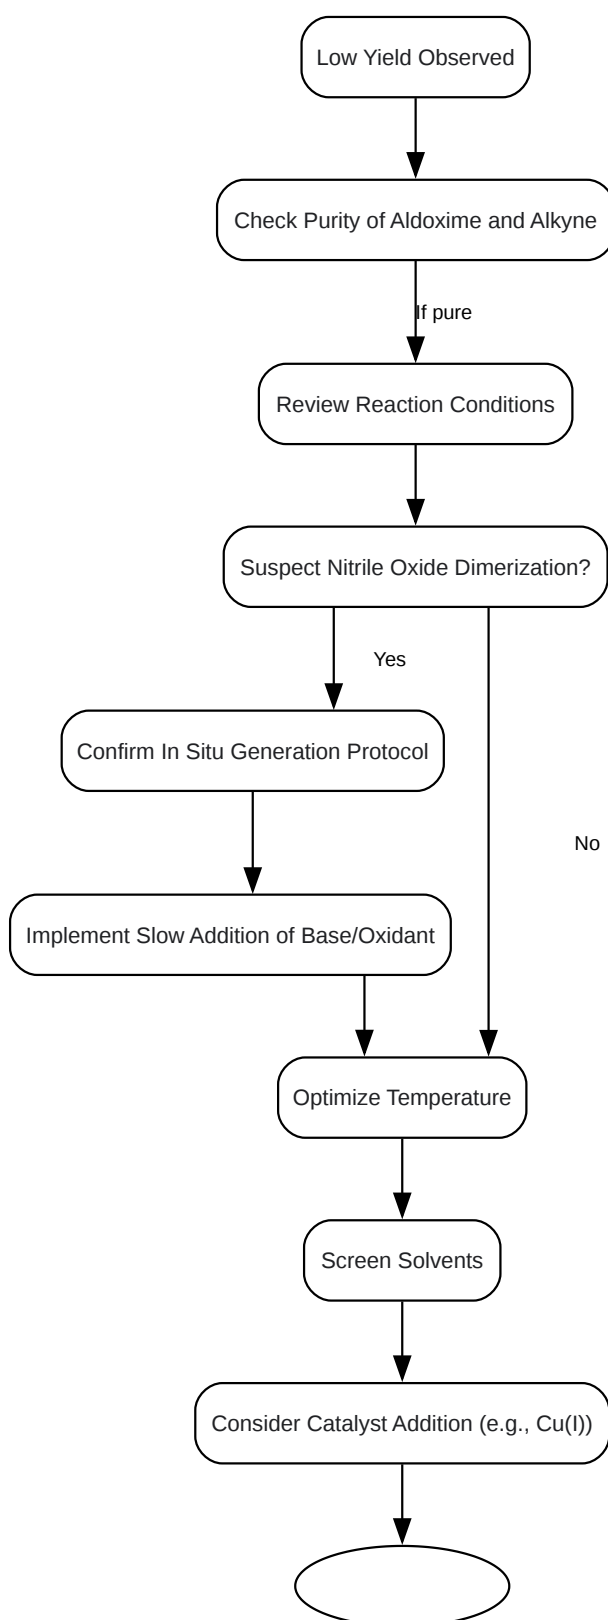 Low Yield Observed
Check Purity of Aldoxime and Alkyne
If pure
Review Reaction Conditions
Suspect Nitrile Oxide Dimerization?
Yes
Confirm In Situ Generation Protocol
No
Implement Slow Addition of Base/Oxidant
Optimize Temperature
Screen Solvents
Consider Catalyst Addition (e.g., Cu(I))